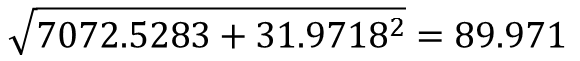 √7072.5283 + 31.9718² = 89.971